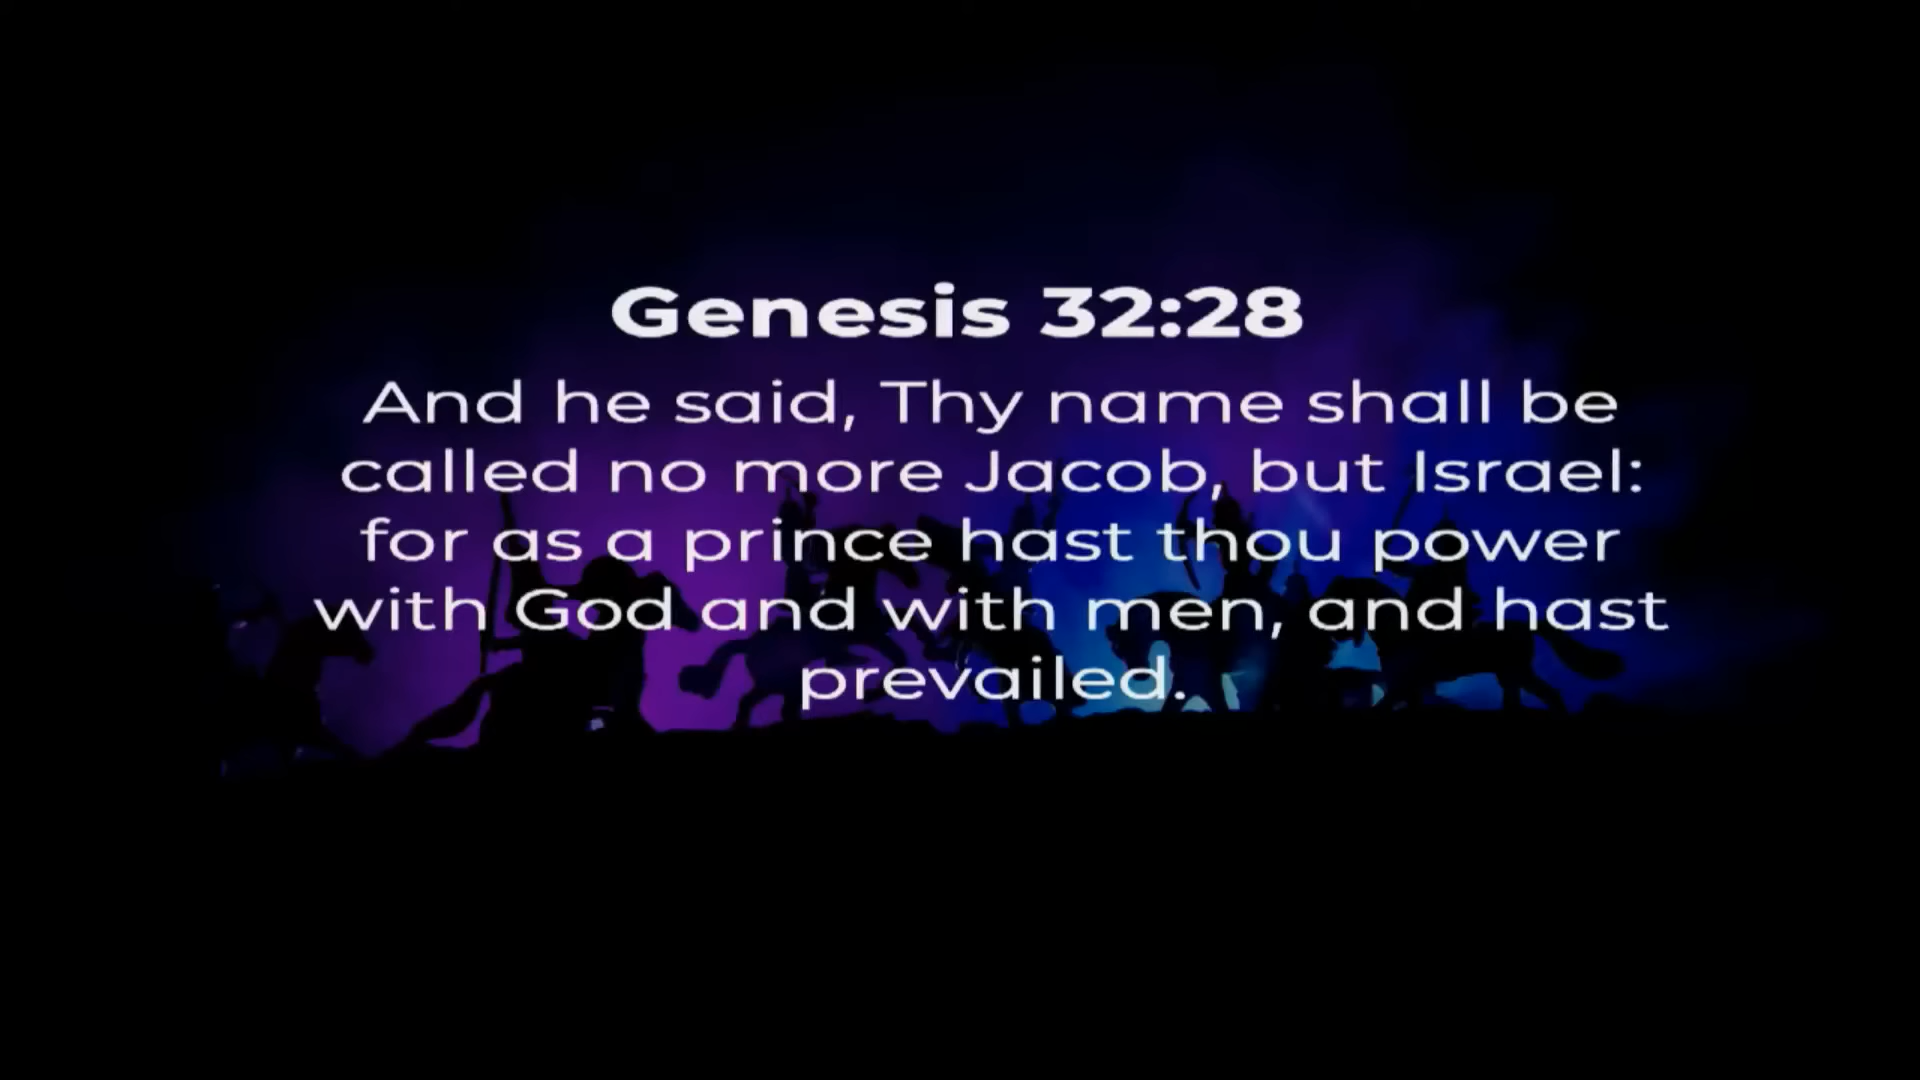 Genesis 32:28
And he said, Thy name shall be
called no more Jacob, but Israel:
for as a prince hast thou power
with God and with men, and hast
prevailed.